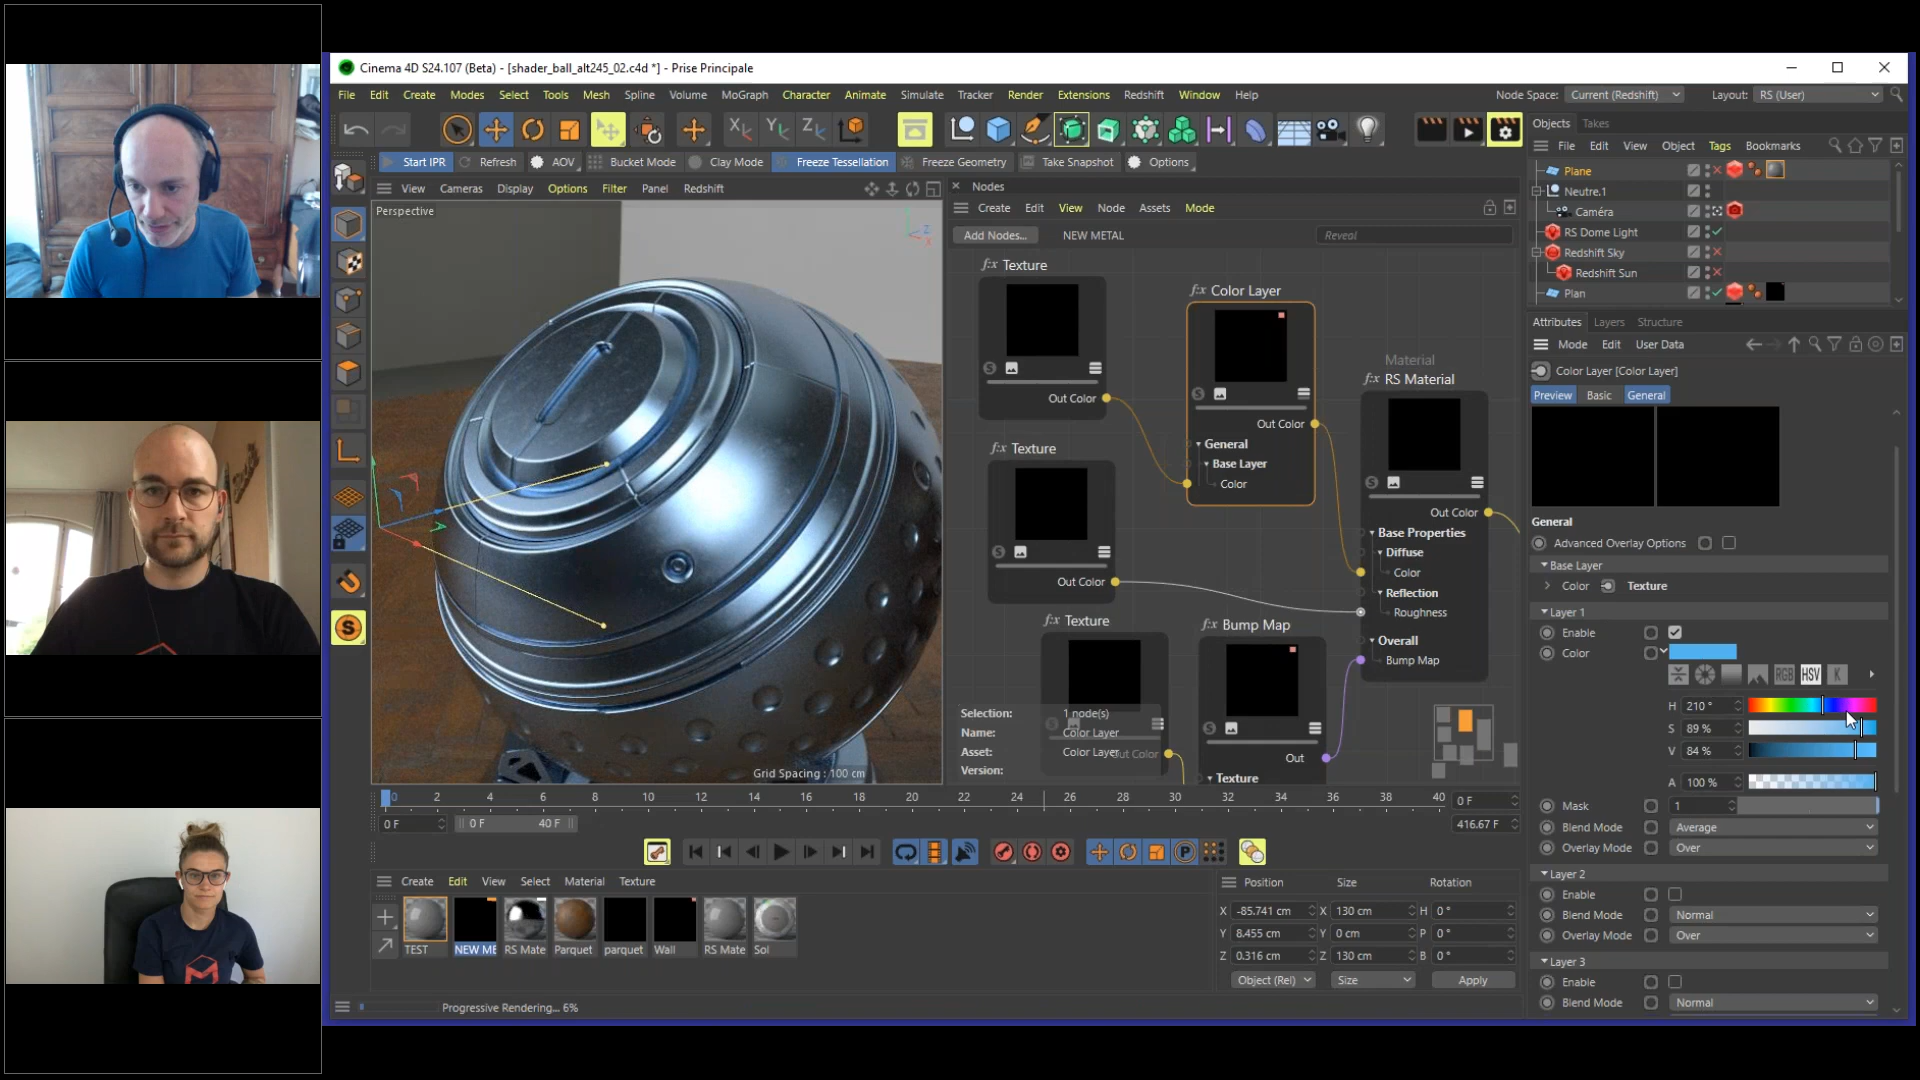 Cinema 4D S24.107 (Beta) - [shader_ball_alt245_02.c4d *] - Prise Principale
File Edit Create Modes Select Tools Mesh Spline Volume MoGraph Character Animate Simulate Tracker Render Extensions Redshift Window Help Node Space: Current (Redshift) Layout: RS (User)
Start IPR Refresh AOV Bucket Mode Clay Mode Freeze Tessellation Freeze Geometry Take Snapshot Options
View Cameras Display Options Filter Panel Redshift
Perspective
Grid Spacing : 100 cm
Nodes
Create Edit View Node Assets Mode
Add Nodes... NEW METAL Reveal
Texture
Out Color
Texture
Out Color
Texture
Out Color
Color Layer
Out Color
General
Base Layer
Color
Bump Map
Out
Texture
Material
RS Material
Out Color
Base Properties
Diffuse
Color
Reflection
Roughness
Overall
Bump Map
Selection: 1 node(s)
Name: Color Layer
Asset: Color Layer
Version:
Objects Takes
File Edit View Object Tags Bookmarks
Plane
Neutre.1
Caméra
RS Dome Light
Redshift Sky
Redshift Sun
Plan
Attributes Layers Structure
Mode Edit User Data
Color Layer [Color Layer]
Preview Basic General
General
Advanced Overlay Options
Base Layer
Color Texture
Layer 1
Enable
Color
RGB HSV K
H 210 °
S 89 %
V 84 %
A 100 %
Mask 1
Blend Mode Average
Overlay Mode Over
Layer 2
Enable
Blend Mode Normal
Overlay Mode Over
Layer 3
Enable
Blend Mode Normal
0 2 4 6 8 10 12 14 16 18 20 22 24 26 28 30 32 34 36 38 40 0 F
0 F 0 F 40 F 416.67 F
Create Edit View Select Material Texture
TEST NEW ME RS Mate Parquet parquet Wall RS Mate Sol
Position Size Rotation
X -85.741 cm X 130 cm H 0 °
Y 8.455 cm Y 0 cm P 0 °
Z 0.316 cm Z 130 cm B 0 °
Object (Rel) Size Apply
Progressive Rendering... 6%